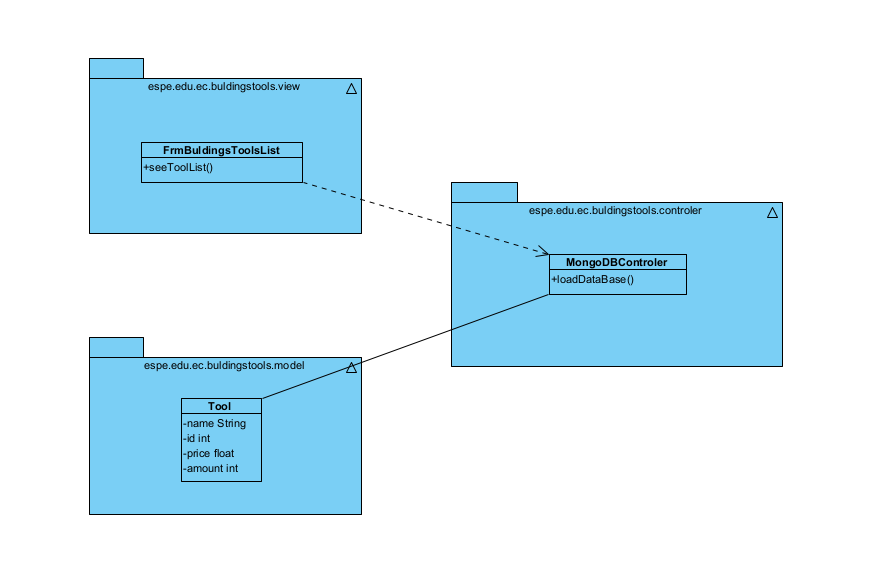 espe.edu.ec.buldingstools.view
FrmBuldingsToolsList
+seeToolList()
espe.edu.ec.buldingstools.controler
MongoDBControler
+loadDataBase()
espe.edu.ec.buldingstools.model
Tool
-name String
-id int
-price float
-amount int